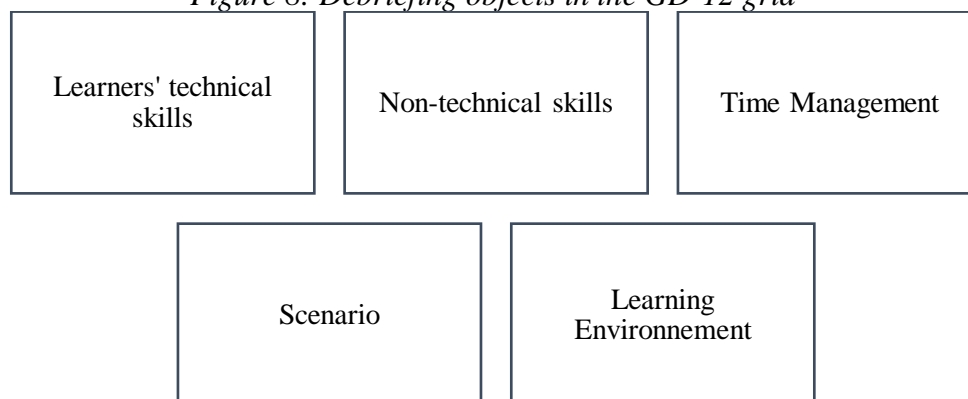 Figure 8: Debriefing objects in the GD-12 grid
Learners' technical
skills
Non-technical skills
Time Management
Scenario
Learning
Environnement